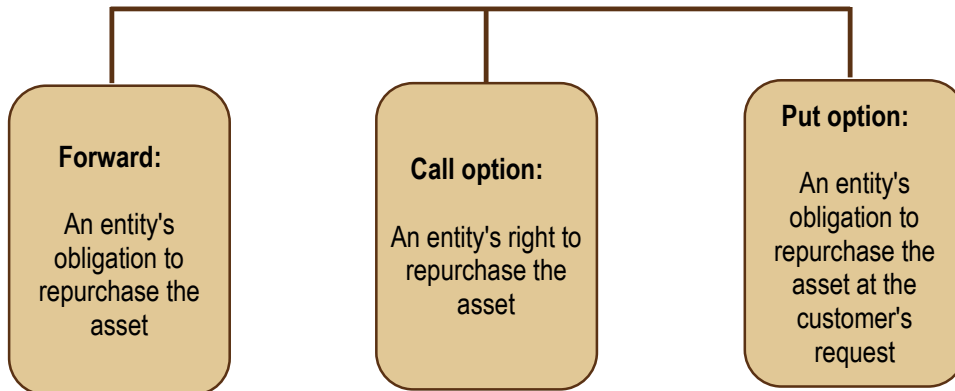 Forward:
An entity's
obligation to
repurchase the
asset
Call option:
An entity's right to
repurchase the
asset
Put option:
An entity's
obligation to
repurchase the
asset at the
customer's
request